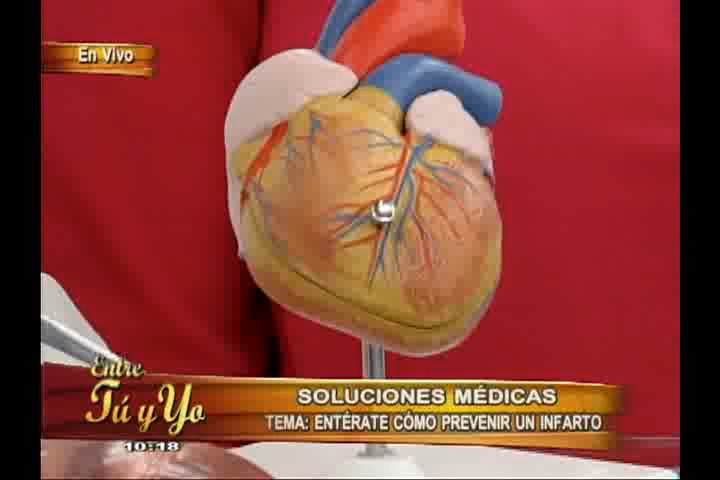 En Vivo
Entre
Tú y Yo
SOLUCIONES MÉDICAS
TEMA: ENTÉRATE CÓMO PREVENIR UN INFARTO
10:18